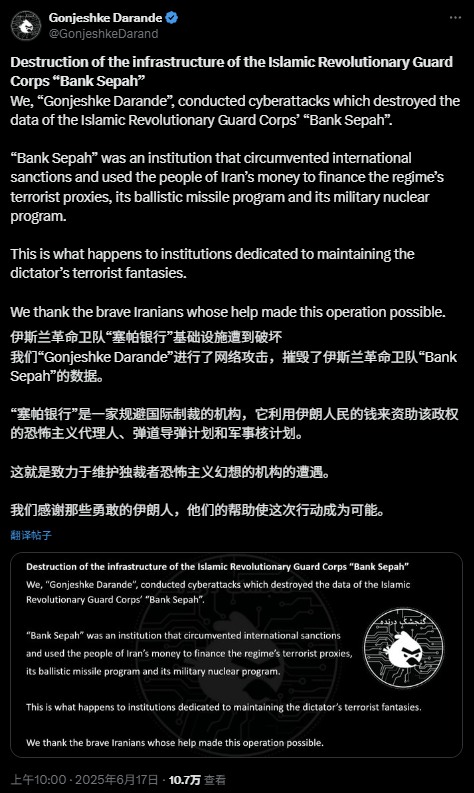 Gonjeshke Darande
@GonjeshkeDarand
Destruction of the infrastructure of the Islamic Revolutionary Guard
Corps “Bank Sepah”
We, “Gonjeshke Darande”, conducted cyberattacks which destroyed the
data of the Islamic Revolutionary Guard Corps’ “Bank Sepah”.
“Bank Sepah” was an institution that circumvented international
sanctions and used the people of Iran’s money to finance the regime’s
terrorist proxies, its ballistic missile program and its military nuclear
program.
This is what happens to institutions dedicated to maintaining the
dictator’s terrorist fantasies.
We thank the brave Iranians whose help made this operation possible.
伊斯兰革命卫队“塞帕银行”基础设施遭到破坏
我们“Gonjeshke Darande”进行了网络攻击，摧毁了伊斯兰革命卫队“Bank
Sepah”的数据。
“塞帕银行”是一家规避国际制裁的机构，它利用伊朗人民的钱来资助该政权
的恐怖主义代理人、弹道导弹计划和军事核计划。
这就是致力于维护独裁者恐怖主义幻想的机构的遭遇。
我们感谢那些勇敢的伊朗人，他们的帮助使这次行动成为可能。
翻译帖子
Destruction of the infrastructure of the Islamic Revolutionary Guard Corps “Bank Sepah”
We, “Gonjeshke Darande”, conducted cyberattacks which destroyed the data of the Islamic
Revolutionary Guard Corps’ “Bank Sepah”.
“Bank Sepah” was an institution that circumvented international sanctions
and used the people of Iran’s money to finance the regime’s terrorist proxies,
its ballistic missile program and its military nuclear program.
گنجشک درنده
This is what happens to institutions dedicated to maintaining the dictator’s terrorist fantasies.
We thank the brave Iranians whose help made this operation possible.
上午10:00 · 2025年6月17日 · 10.7万 查看